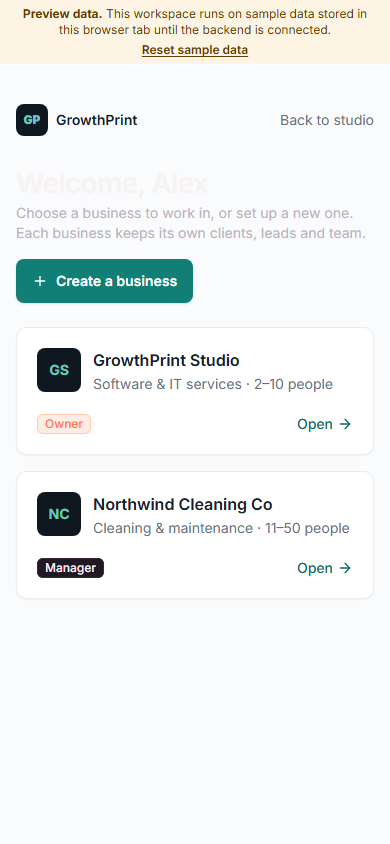 Preview data. This workspace runs on sample data stored in
this browser tab until the backend is connected.
Reset sample data
GP GrowthPrint
Back to studio
Welcome, Alex
Choose a business to work in, or set up a new one.
Each business keeps its own clients, leads and team.
+ Create a business
GS
GrowthPrint Studio
Software & IT services · 2–10 people
Owner
Open →
NC
Northwind Cleaning Co
Cleaning & maintenance · 11–50 people
Manager
Open →